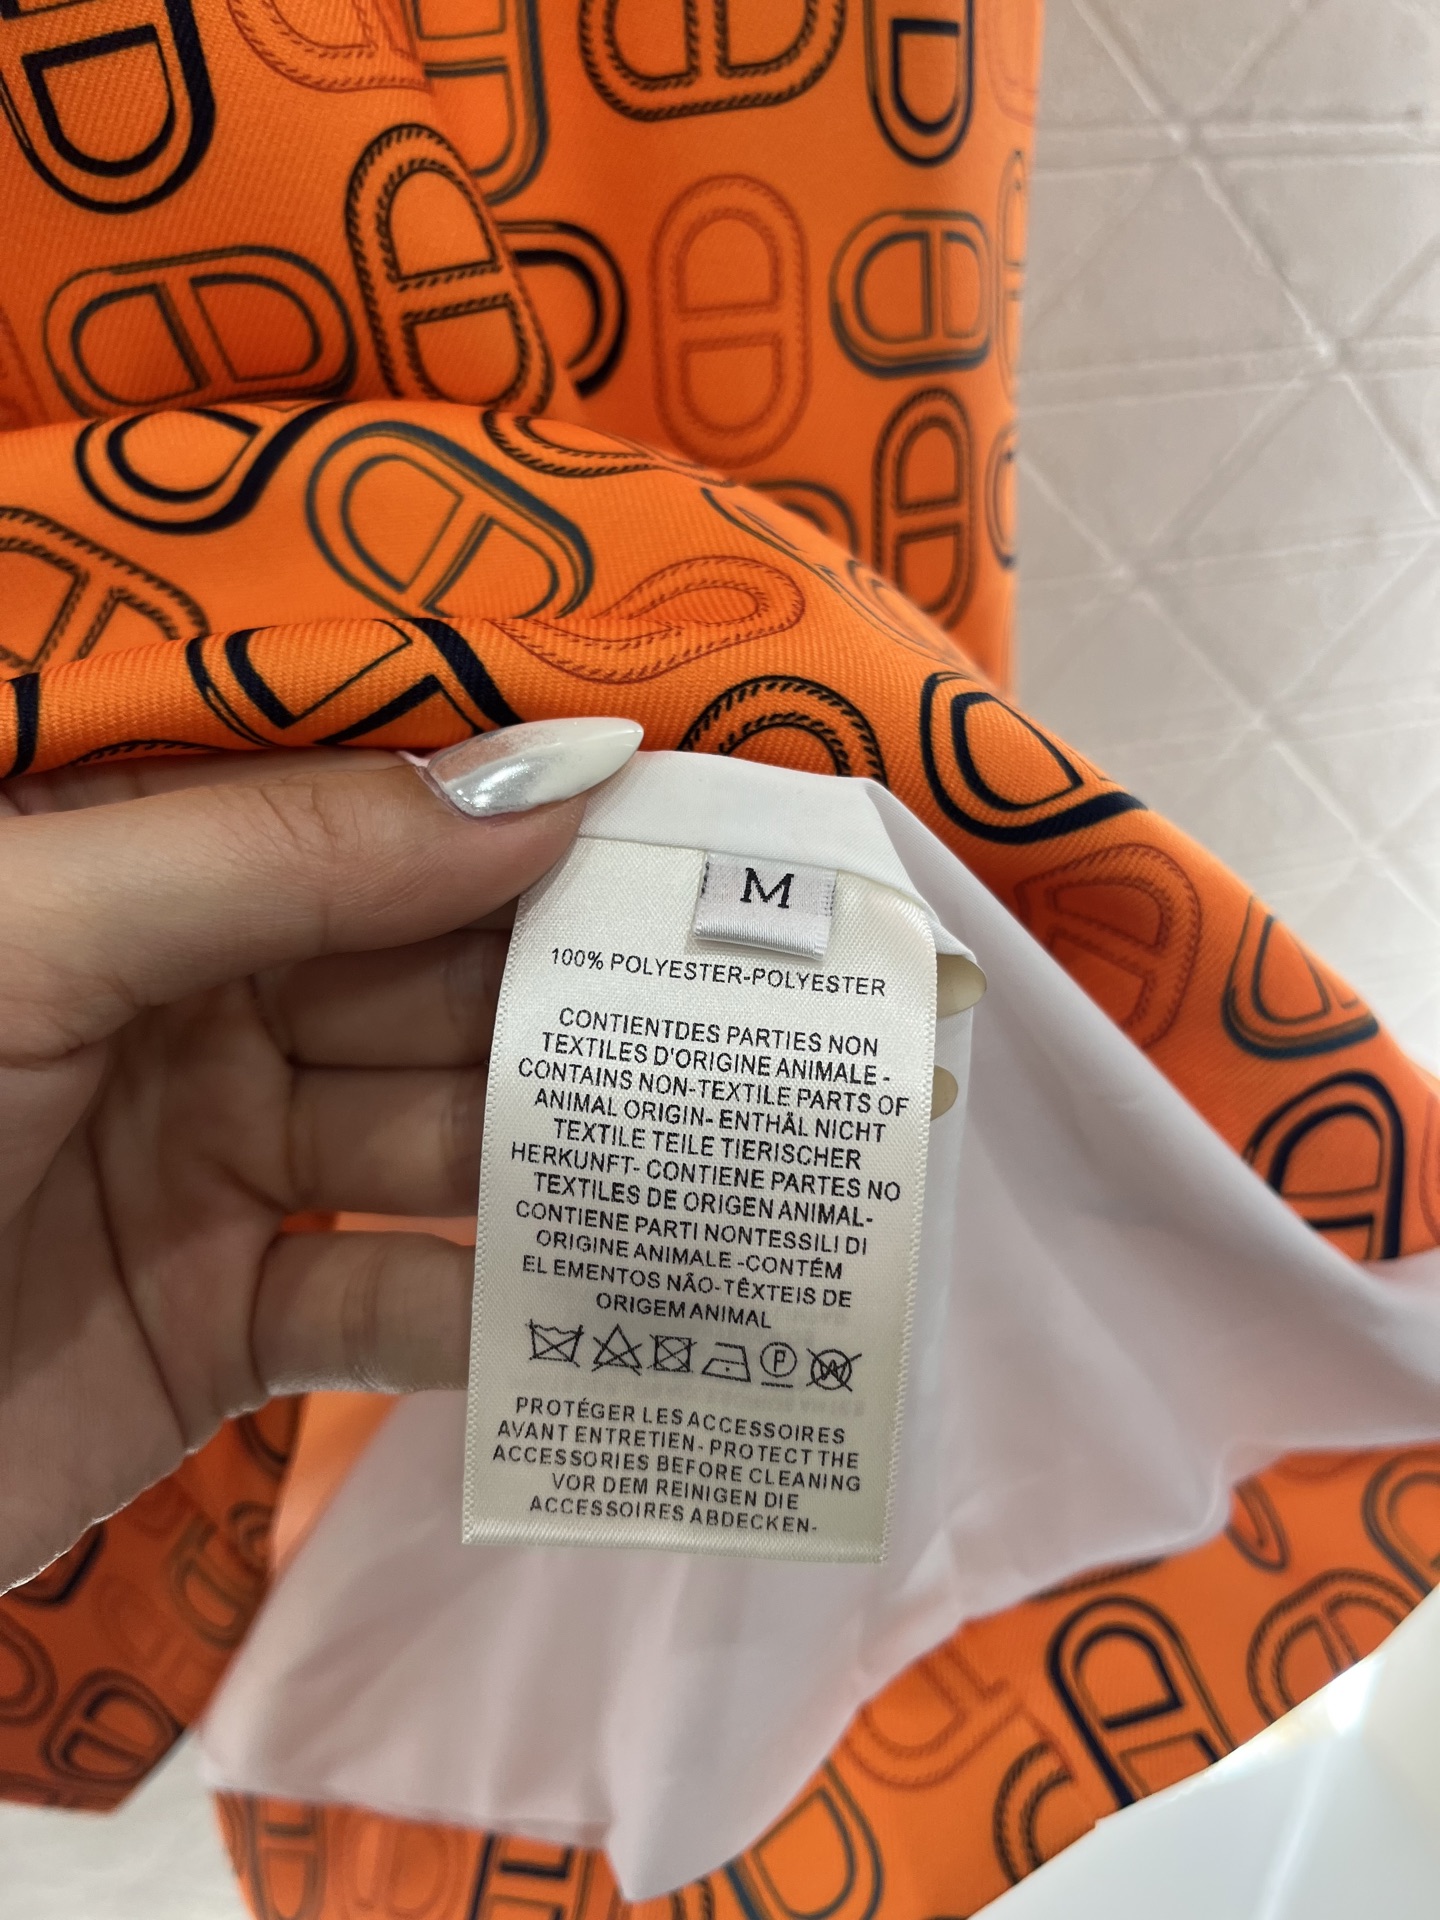 M
100% POLYESTER-POLYESTER
CONTIENTDES PARTIES NON
TEXTILES D'ORIGINE ANIMALE -
CONTAINS NON-TEXTILE PARTS OF
ANIMAL ORIGIN- ENTHÄL NICHT
TEXTILE TEILE TIERISCHER
HERKUNFT- CONTIENE PARTES NO
TEXTILES DE ORIGEN ANIMAL-
CONTIENE PARTI NONTESSILI DI
ORIGINE ANIMALE -CONTÉM
EL EMENTOS NÃO-TÊXTEIS DE
ORIGEM ANIMAL
P W
PROTÉGER LES ACCESSOIRES
AVANT ENTRETIEN- PROTECT THE
ACCESSORIES BEFORE CLEANING
VOR DEM REINIGEN DIE
ACCESSOIRES ABDECKEN-